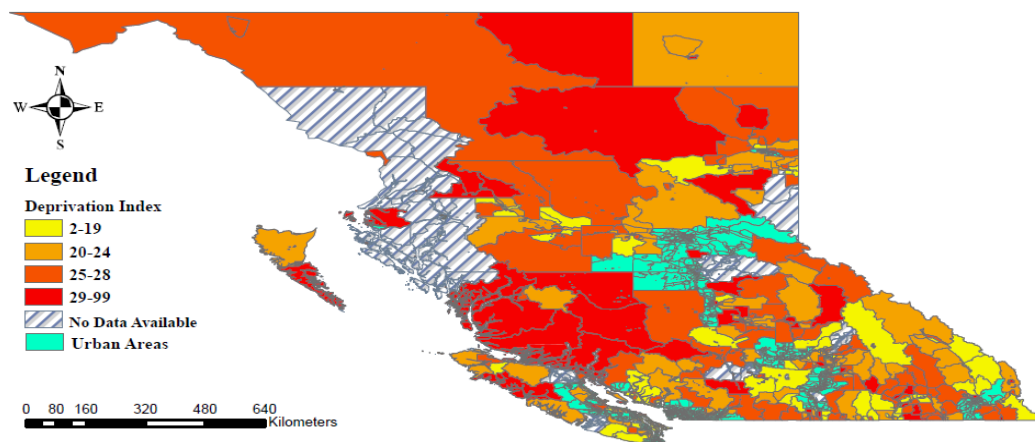 N
W E
S
Legend
Deprivation Index
2-19
20-24
25-28
29-99
No Data Available
Urban Areas
0 80 160 320 480 640
Kilometers